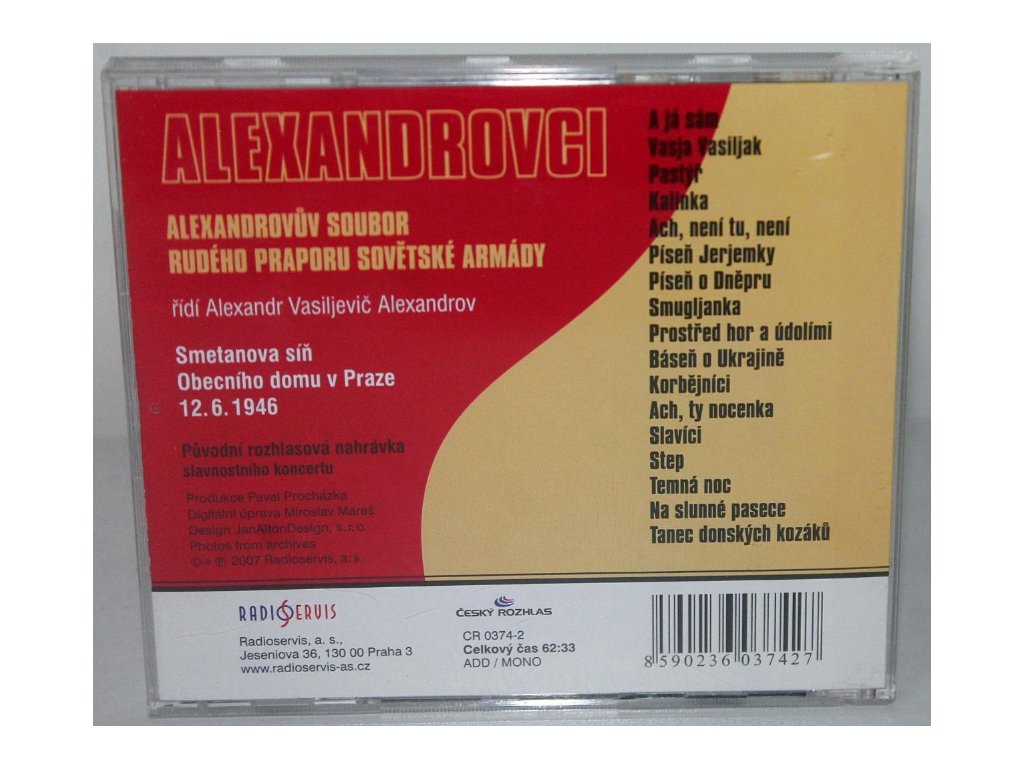 ALEXANDROVCI
ALEXANDROVŮV SOUBOR
RUDÉHO PRAPORU SOVĚTSKÉ ARMÁDY
řídí Alexandr Vasiljevič Alexandrov
Smetanova síň
Obecního domu v Praze
12. 6. 1946
Původní rozhlasová nahrávka
slavnostního koncertu
Produkce Pavel Procházka
Digitální úprava Miroslav Mareš
Design JanAltonDesign, s. r. o.
Photos from archives
©+℗ 2007 Radioservis, a. s.
A já sám
Vasja Vasiljak
Pastýř
Kalinka
Ach, není tu, není
Píseň Jerjemky
Píseň o Dněpru
Smugljanka
Prostřed hor a údolími
Báseň o Ukrajině
Korbějníci
Ach, ty nocenka
Slavíci
Step
Temná noc
Na slunné pasece
Tanec donských kozáků
RADIOSERVIS
Radioservis, a. s.,
Jeseniova 36, 130 00 Praha 3
www.radioservis-as.cz
ČESKÝ ROZHLAS
CR 0374-2
Celkový čas 62:33
ADD / MONO
8 590236 037427